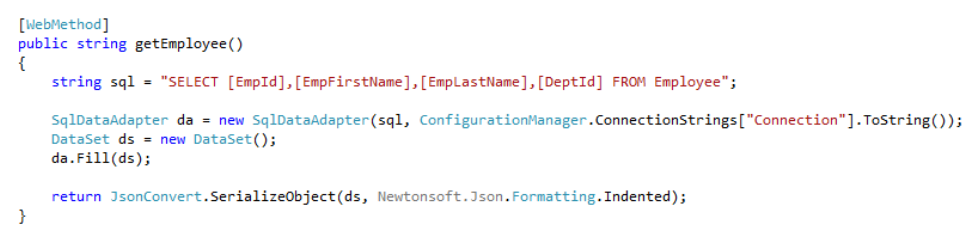 [WebMethod]
public string getEmployee()
{
    string sql = "SELECT [EmpId],[EmpFirstName],[EmpLastName],[DeptId] FROM Employee";

    SqlDataAdapter da = new SqlDataAdapter(sql, ConfigurationManager.ConnectionStrings["Connection"].ToString());
    DataSet ds = new DataSet();
    da.Fill(ds);

    return JsonConvert.SerializeObject(ds, Newtonsoft.Json.Formatting.Indented);
}